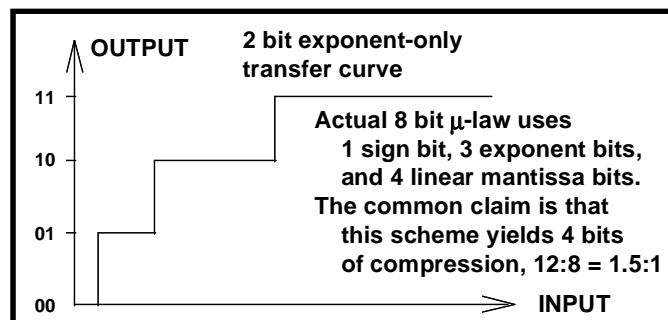 OUTPUT
2 bit exponent-only
transfer curve
11
Actual 8 bit μ-law uses
1 sign bit, 3 exponent bits,
and 4 linear mantissa bits.
10
The common claim is that
this scheme yields 4 bits
01
of compression, 12:8 = 1.5:1
00
INPUT